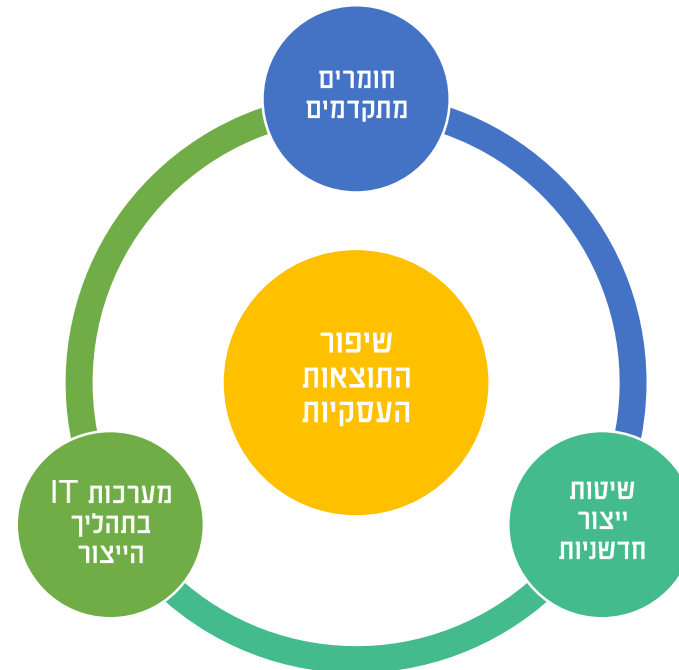 חומרים
מתקדמים
שיפור
התוצאות
העסקיות
שיטות
ייצור
חדשניות
מערכות IT
בתהליך
הייצור